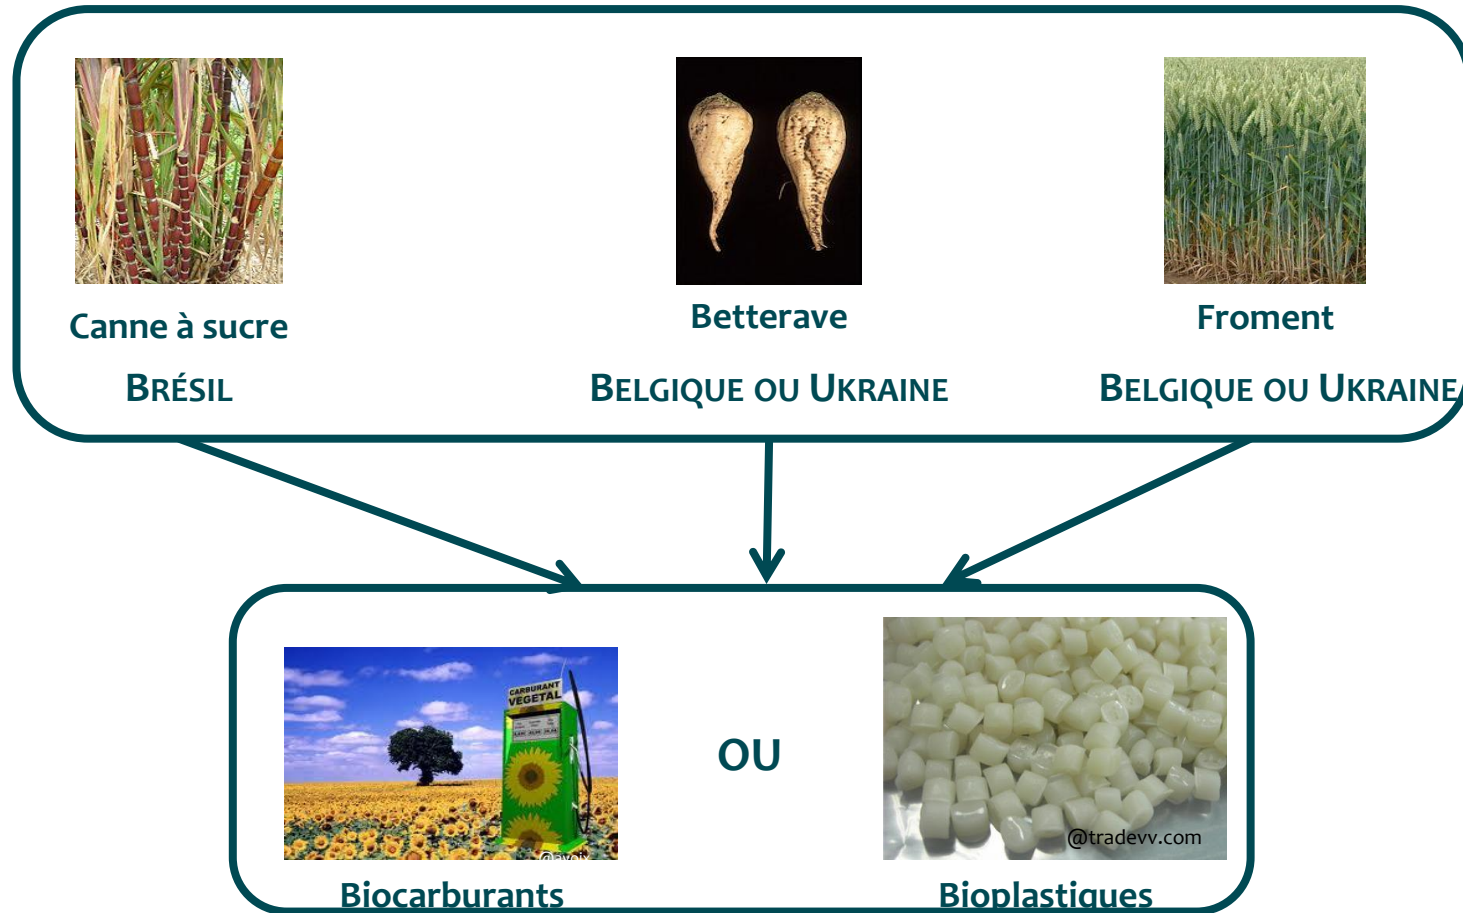 Canne à sucre
Betterave
Froment
BRÉSIL
BELGIQUE OU UKRAINE
BELGIQUE OU UKRAINE
CARBURANT
VEGETAL
OU
@tradevv.com
Biocarburants
Bioplastiques